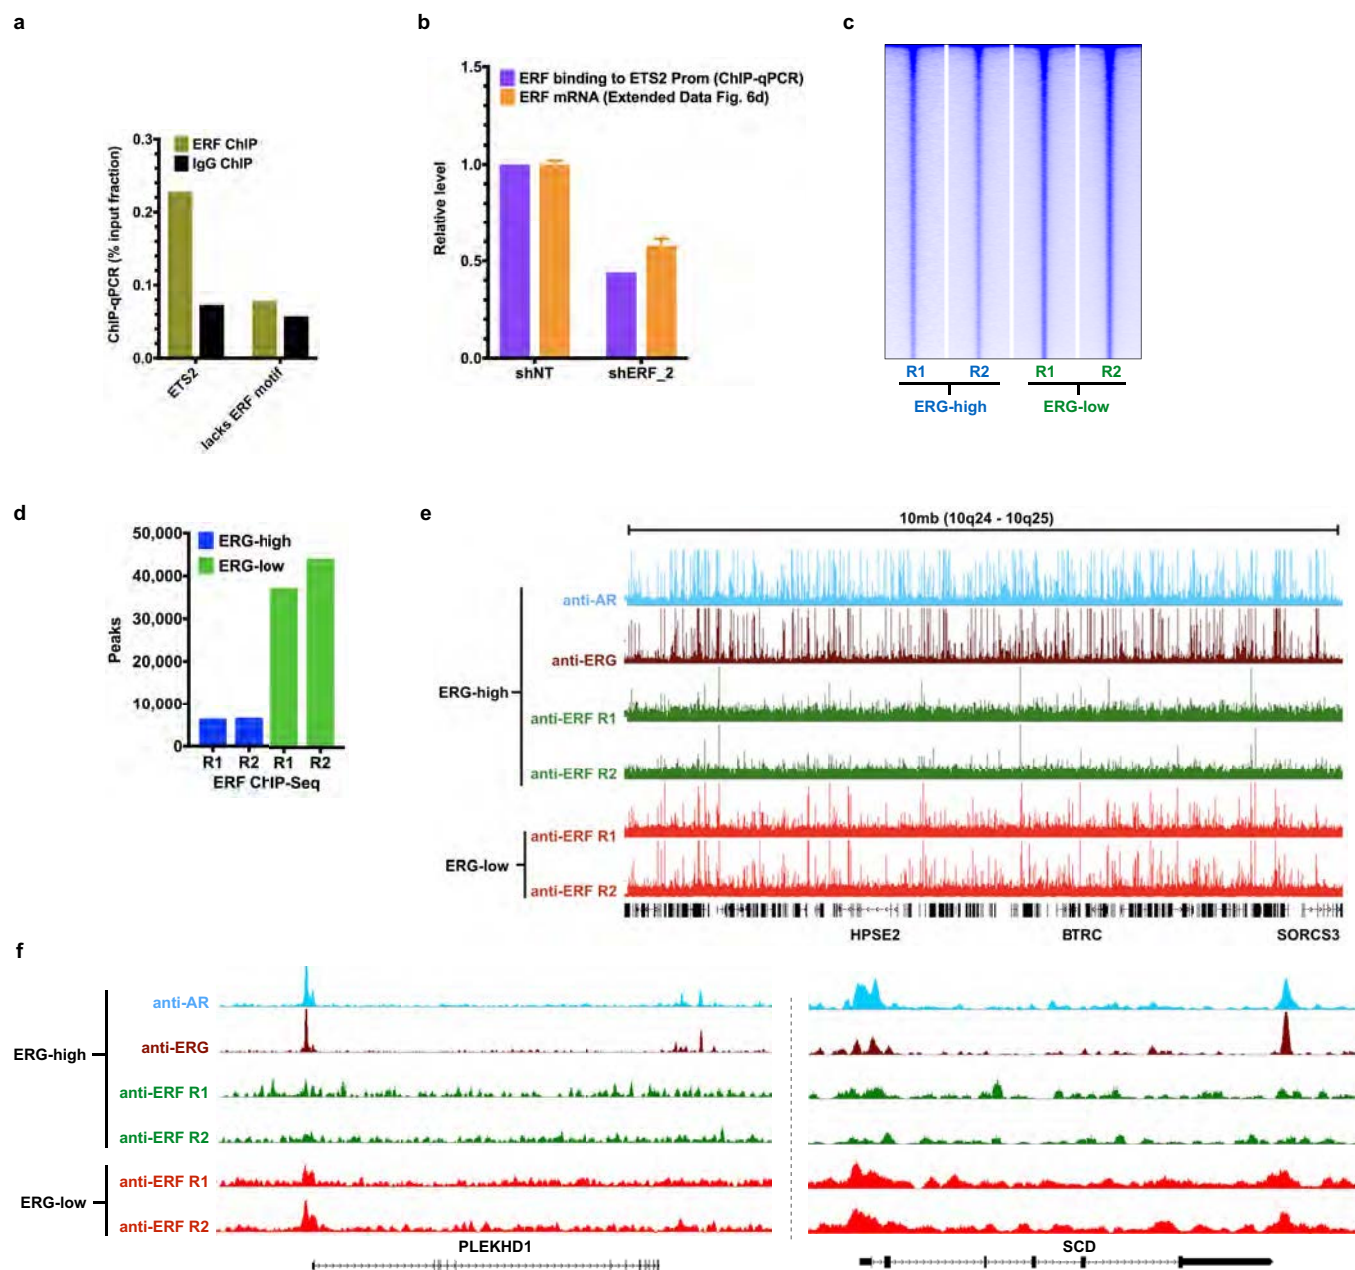 a
ChIP-qPCR (% input fraction)
0.3
0.2
0.1
0.0
ERF ChIP
IgG ChIP
ETS2
lacks ERF motif
b
Relative level
1.5
1.0
0.5
0.0
ERF binding to ETS2 Prom (ChIP-qPCR)
ERF mRNA (Extended Data Fig. 6d)
shNT
shERF_2
c
R1 R2 R1 R2
ERG-high ERG-low
d
Peaks
50,000
40,000
30,000
20,000
10,000
0
ERG-high
ERG-low
R1 R2 R1 R2
ERF ChIP-Seq
e
10mb (10q24 - 10q25)
anti-AR
anti-ERG
ERG-high
anti-ERF R1
anti-ERF R2
anti-ERF R1
ERG-low
anti-ERF R2
HPSE2 BTRC SORCS3
f
anti-AR
anti-ERG
ERG-high
anti-ERF R1
anti-ERF R2
anti-ERF R1
ERG-low
anti-ERF R2
PLEKHD1 SCD